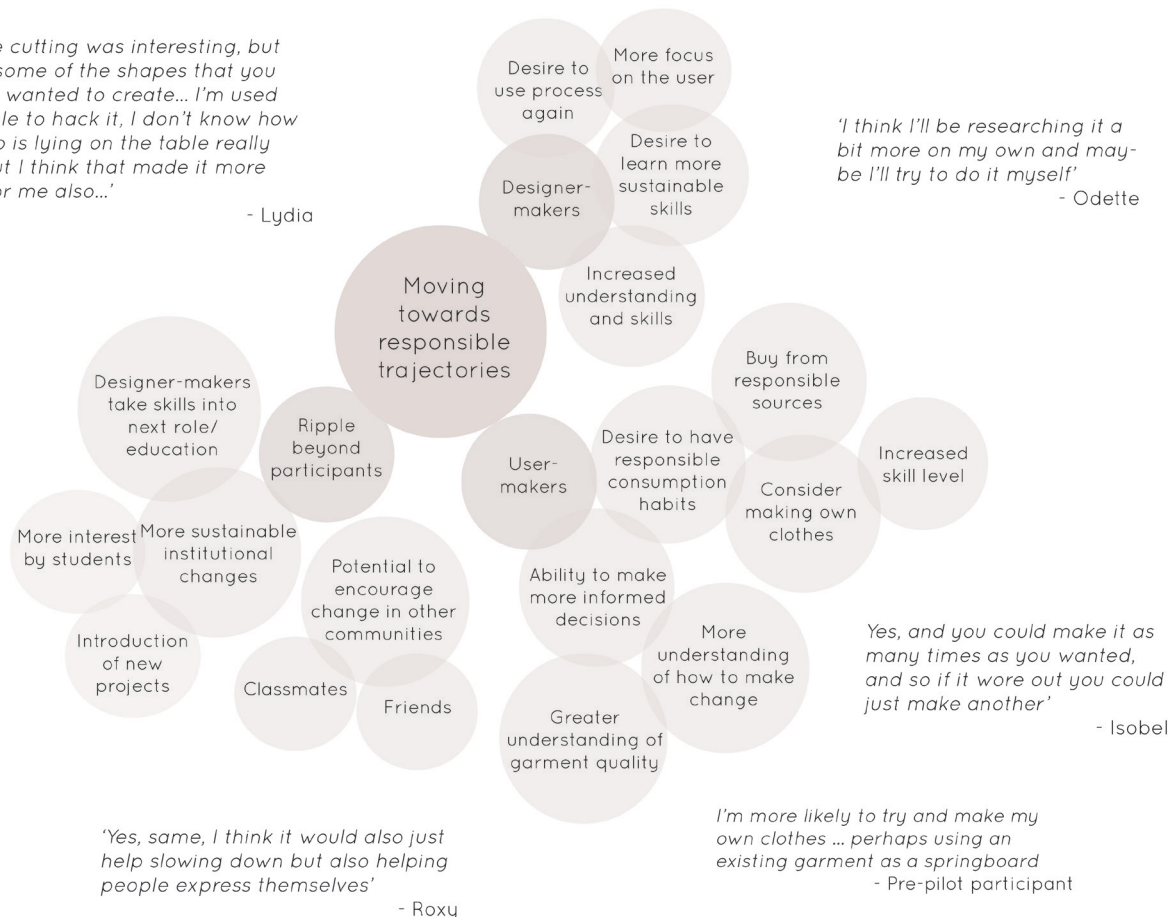 e cutting was interesting, but
some of the shapes that you
wanted to create... I'm used
le to hack it, I don't know how
o is lying on the table really
ut I think that made it more
or me also...'
- Lydia
Desire to
use process
again
More focus
on the user
Desire to
learn more
sustainable
skills
Designer-
makers
Increased
understanding
and skills
'I think I'll be researching it a
bit more on my own and may-
be I'll try to do it myself'
- Odette
Moving
towards
responsible
trajectories
Designer-makers
take skills into
next role/
education
Ripple
beyond
participants
User-
makers
Desire to have
responsible
consumption
habits
Buy from
responsible
sources
Consider
making own
clothes
Increased
skill level
More interest
by students
More sustainable
institutional
changes
Introduction
of new
projects
Potential to
encourage
change in other
communities
Classmates
Friends
Ability to make
more informed
decisions
More
understanding
of how to make
change
Greater
understanding of
garment quality
Yes, and you could make it as
many times as you wanted,
and so if it wore out you could
just make another'
- Isobel
'Yes, same, I think it would also just
help slowing down but also helping
people express themselves'
- Roxy
I'm more likely to try and make my
own clothes ... perhaps using an
existing garment as a springboard
- Pre-pilot participant